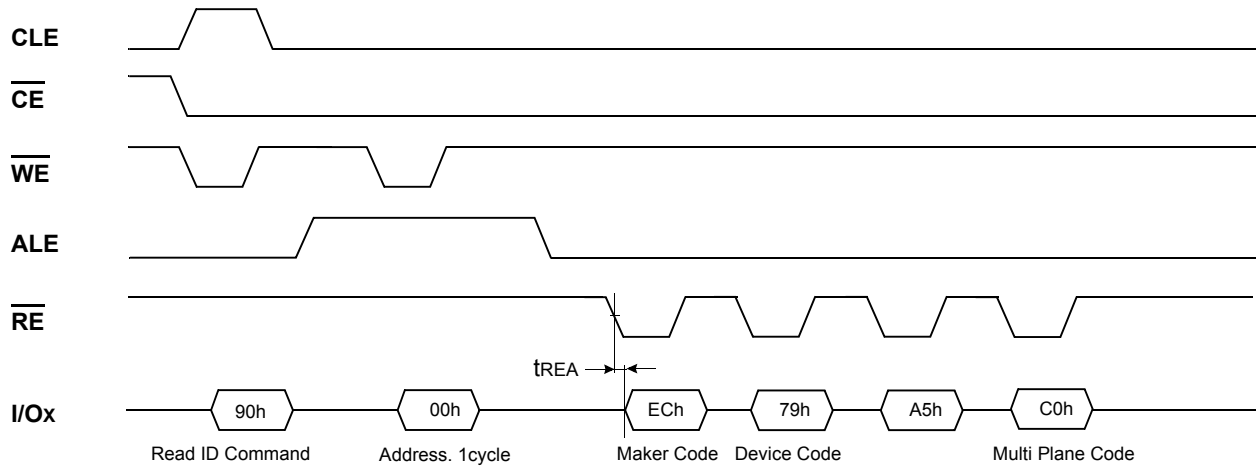 CLE
CE
WE
ALE
RE
tREA
I/Ox
90h
00h
ECh
79h
A5h
C0h
Read ID Command
Address. 1cycle
Maker Code
Device Code
Multi Plane Code